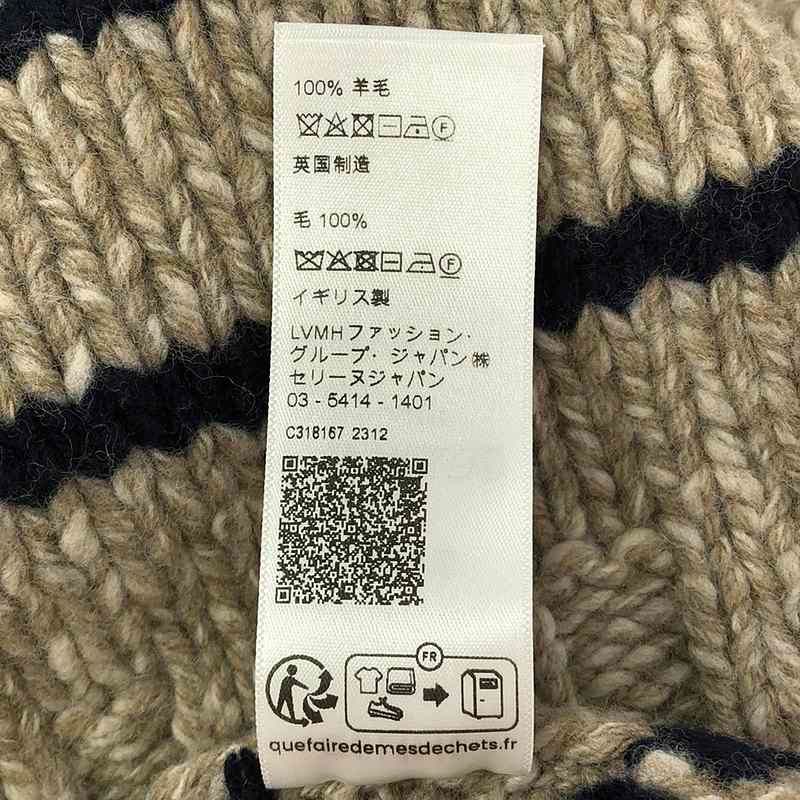 100% 羊毛
F
英国制造
毛 100%
F
イギリス製
LVMHファッション・
グループ・ジャパン㈱
セリーヌジャパン
03 - 5414 - 1401
C318167 2312
FR
quefairedemesdechets.fr